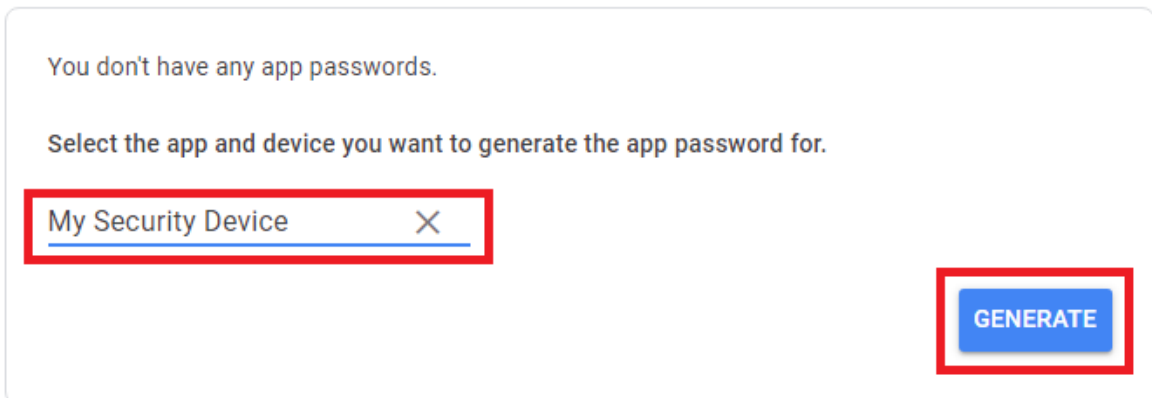 You don't have any app passwords.
Select the app and device you want to generate the app password for.
My Security Device
GENERATE